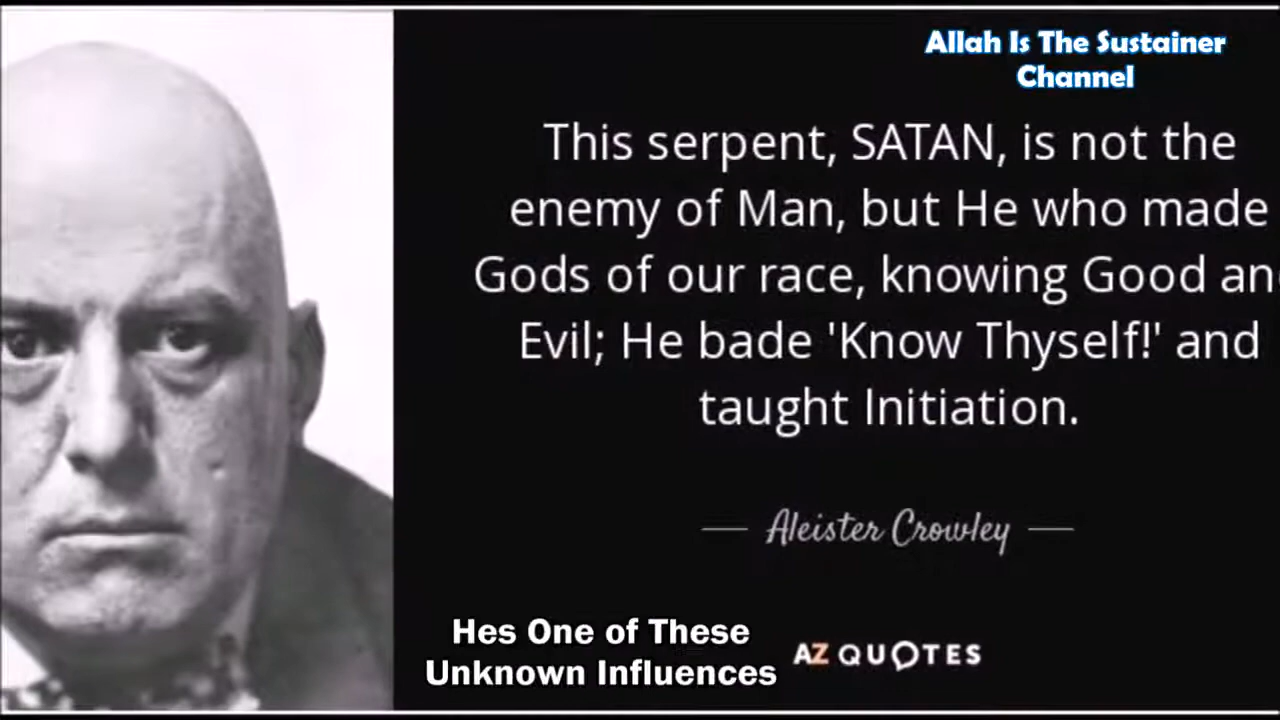 Allah Is The Sustainer
Channel
This serpent, SATAN, is not the
enemy of Man, but He who made
Gods of our race, knowing Good an
Evil; He bade 'Know Thyself!' and
taught Initiation.
Aleister Crowley
Hes One of These
Unknown Influences
AZ QUOTES